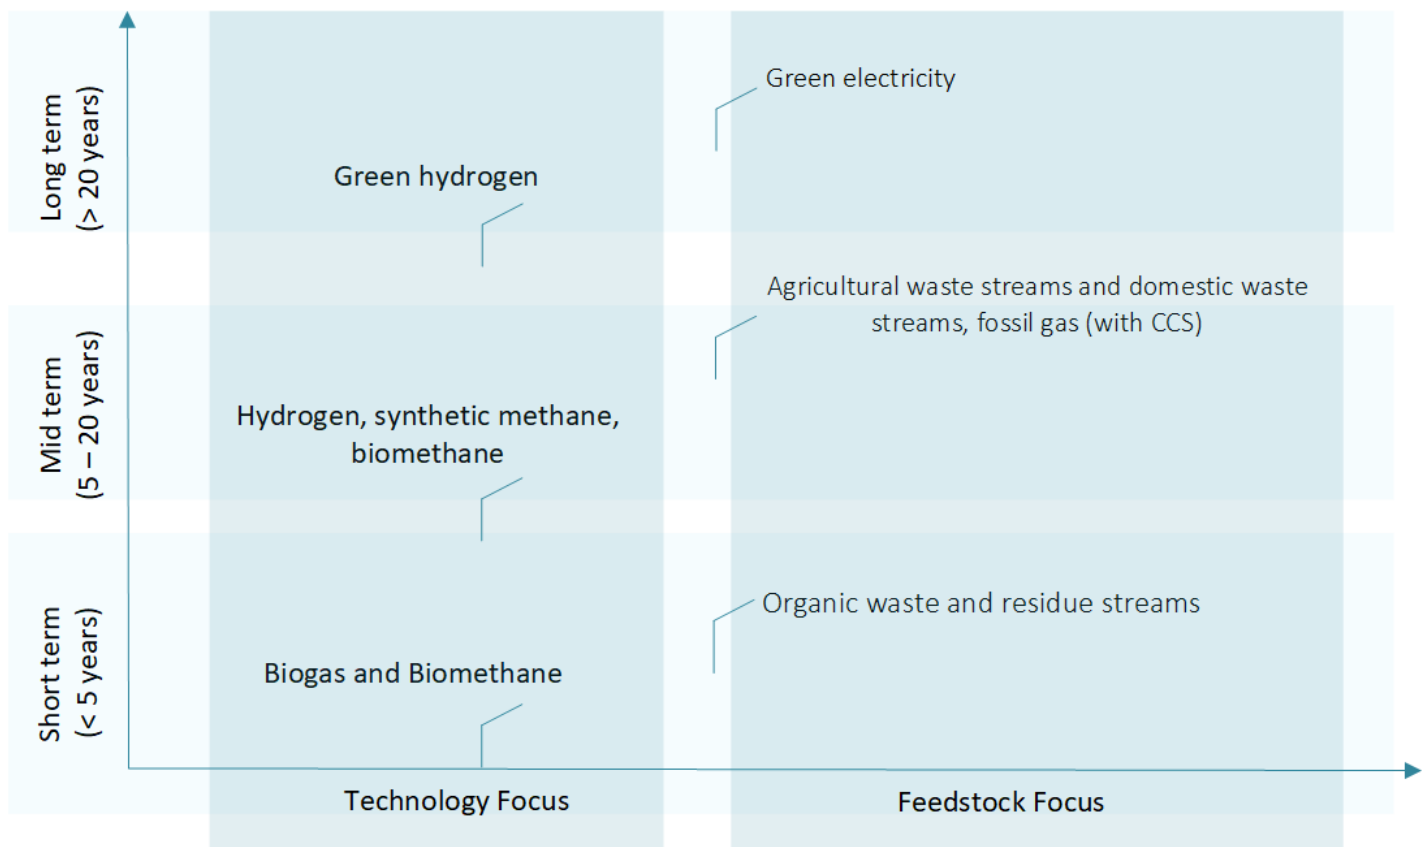 Long term
(> 20 years)
Green electricity
Green hydrogen
Mid term
(5 – 20 years)
Agricultural waste streams and domestic waste
streams, fossil gas (with CCS)
Hydrogen, synthetic methane,
biomethane
Short term
(< 5 years)
Organic waste and residue streams
Biogas and Biomethane
Technology Focus
Feedstock Focus